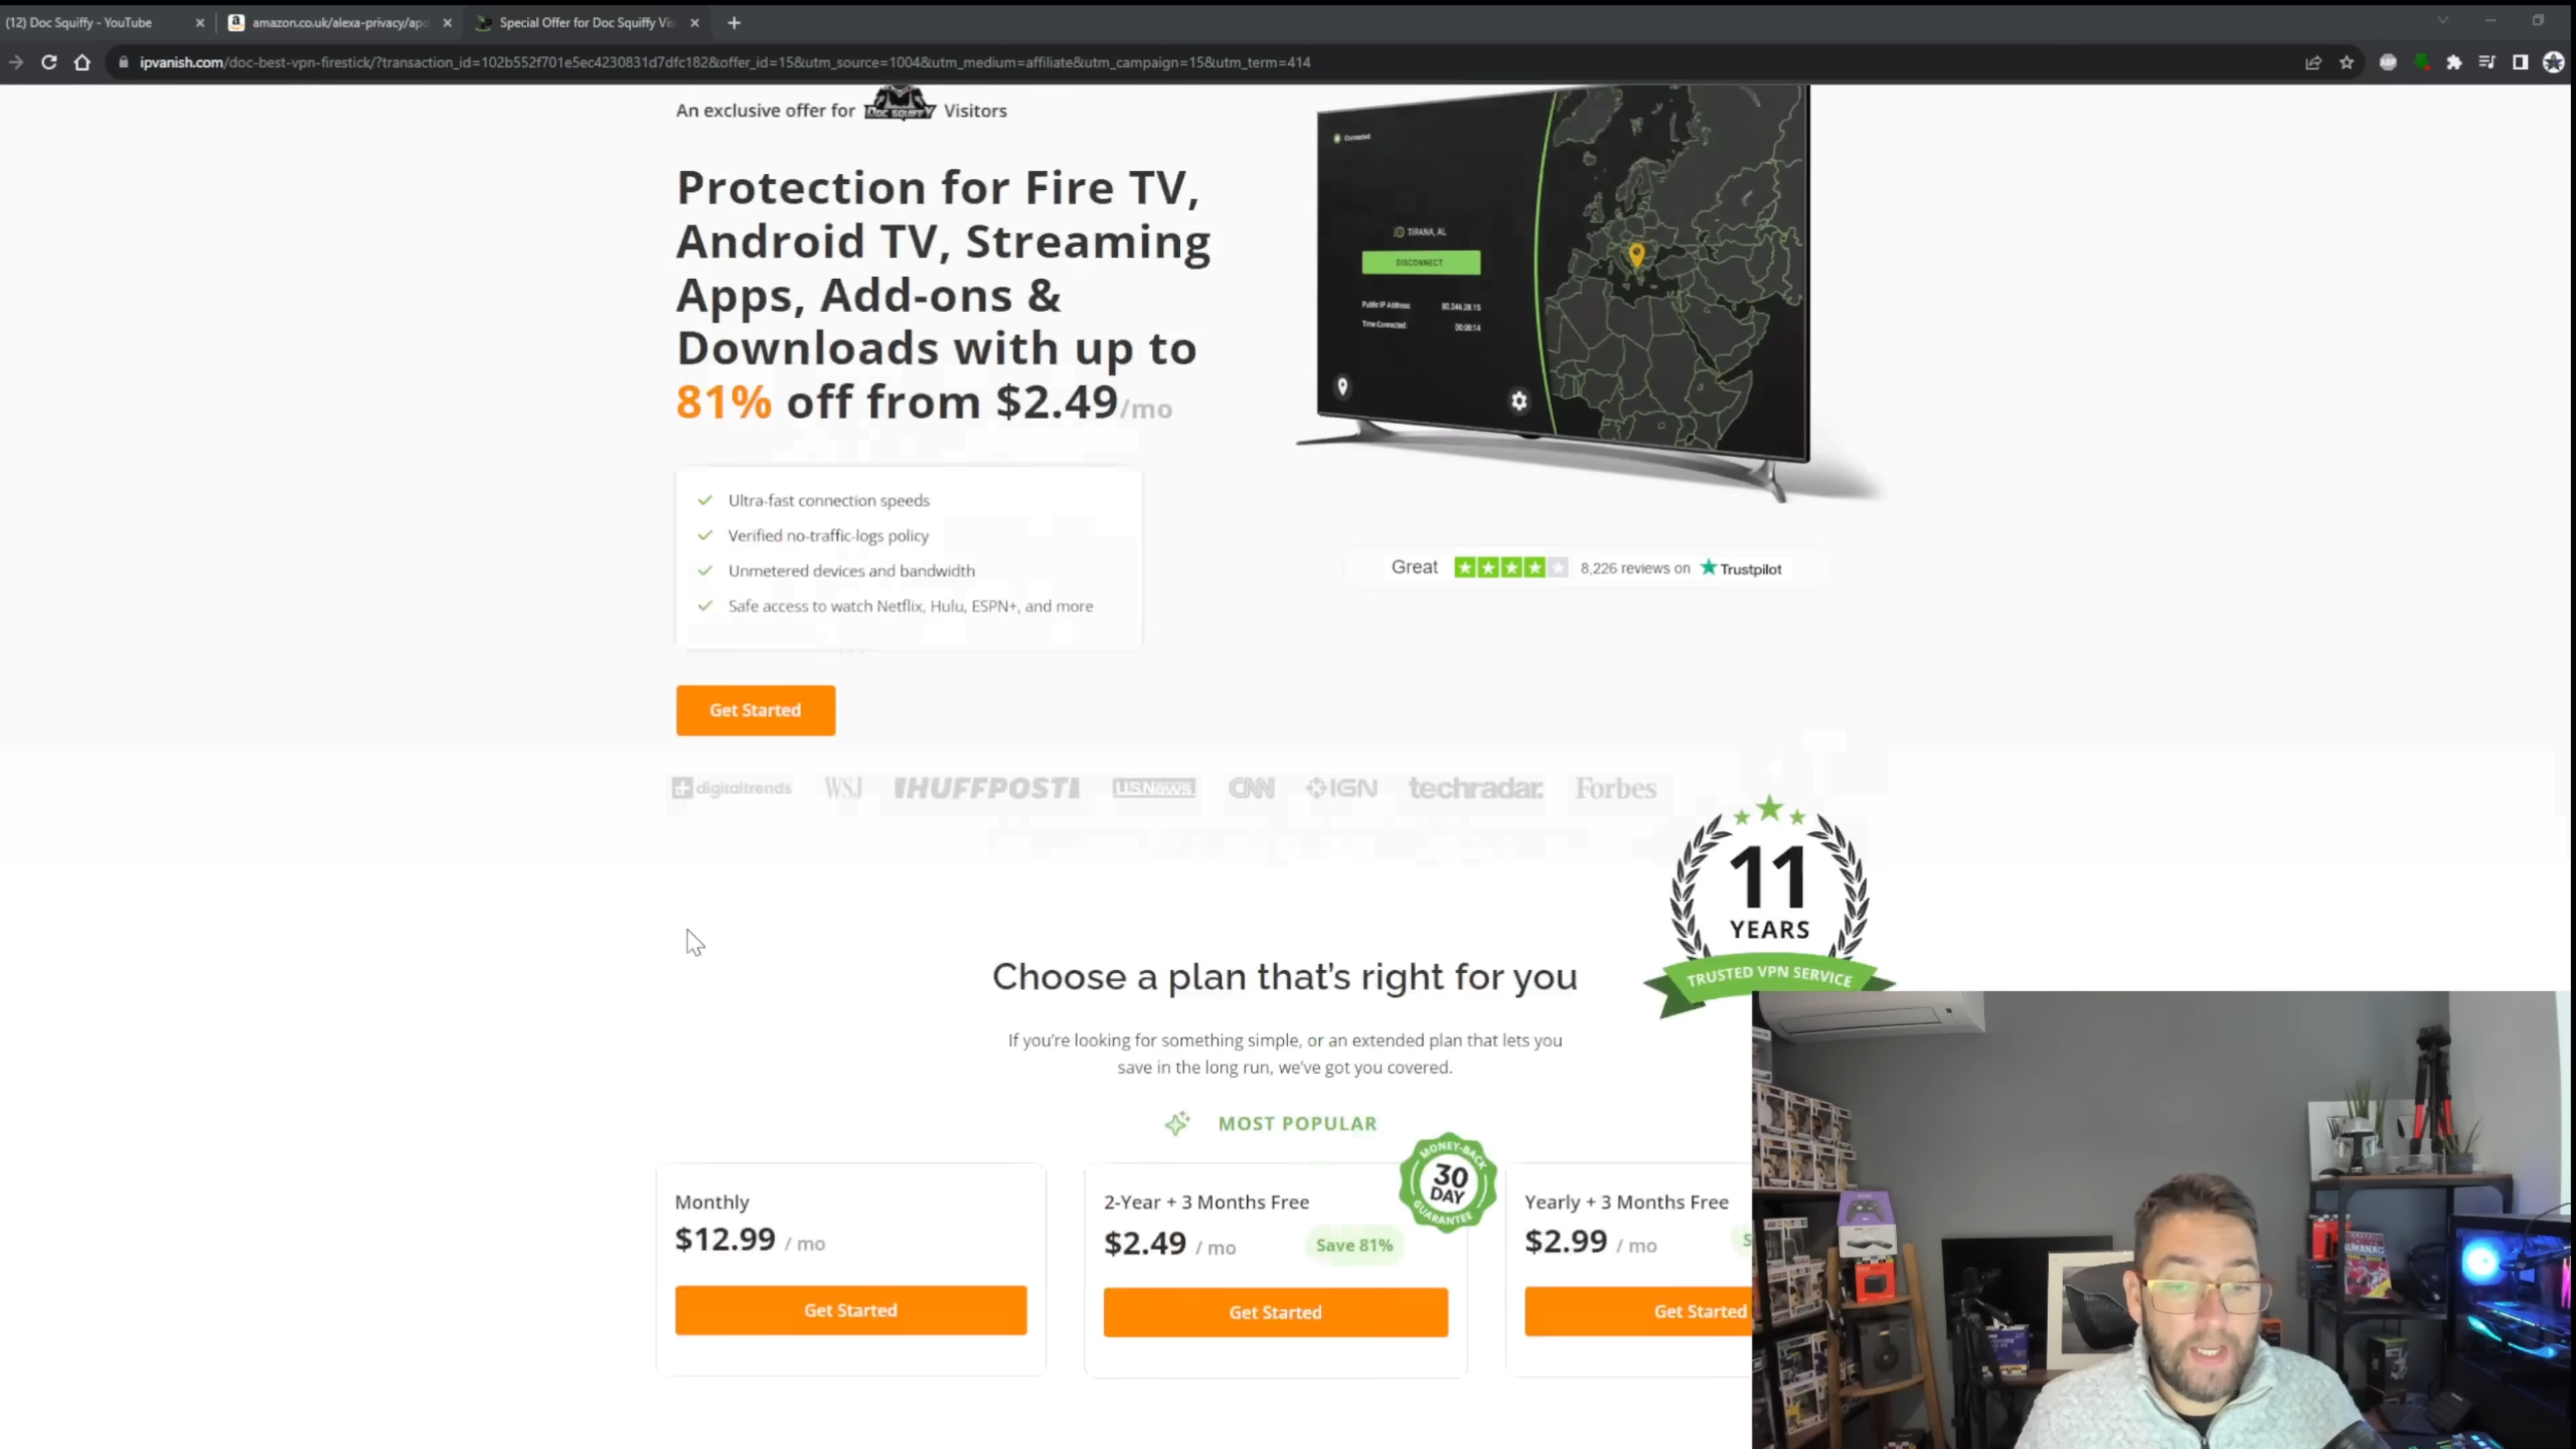 (12) Doc Squiffy - YouTube
amazon.co.uk/alexa-privacy/apd
Special Offer for Doc Squiffy Vis
ipvanish.com/doc-best-vpn-firestick/?transaction_id=102b552f701e5ec4230831d7dfc182&offer_id=15&utm_source=1004&utm_medium=affiliate&utm_campaign=15&utm_term=414
An exclusive offer for DOC SQUIFFY Visitors
Protection for Fire TV,
Android TV, Streaming
Apps, Add-ons &
Downloads with up to
81% off from $2.49/mo
Ultra-fast connection speeds
Verified no-traffic-logs policy
Unmetered devices and bandwidth
Safe access to watch Netflix, Hulu, ESPN+, and more
Get Started
Connected
TIRANA, AL
DISCONNECT
Public IP Address:
Time Connected: 00:00:14
Great 8,226 reviews on Trustpilot
digitaltrends WSJ HUFFPOST U.S.News CNN IGN techradar. Forbes
11
YEARS
TRUSTED VPN SERVICE
Choose a plan that's right for you
If you're looking for something simple, or an extended plan that lets you
save in the long run, we've got you covered.
MOST POPULAR
MONEY-BACK
30
DAY
GUARANTEE
Monthly
$12.99 / mo
Get Started
2-Year + 3 Months Free
$2.49 / mo
Save 81%
Get Started
Yearly + 3 Months Free
$2.99 / mo
S
Get Started